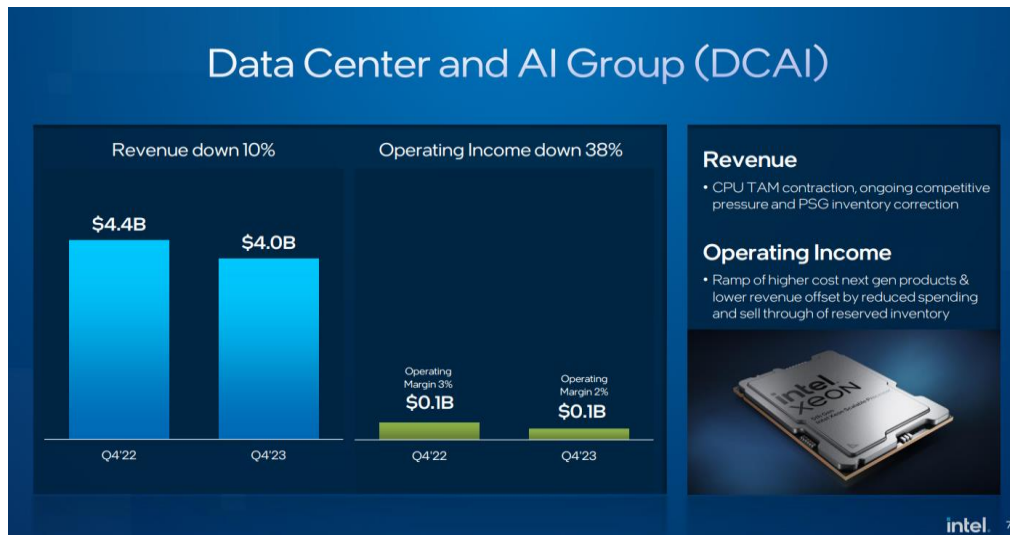 Data Center and AI Group (DCAI)
Revenue down 10%
$4.4B
$4.0B
Q4'22
Q4'23
Operating Income down 38%
Operating
Margin 3%
$0.1B
Operating
Margin 2%
$0.1B
Q4'22
Q4'23
Revenue
• CPU TAM contraction, ongoing competitive
pressure and PSG inventory correction
Operating Income
• Ramp of higher cost next gen products &
lower revenue offset by reduced spending
and sell through of reserved inventory
intel
XEON
intel.
7